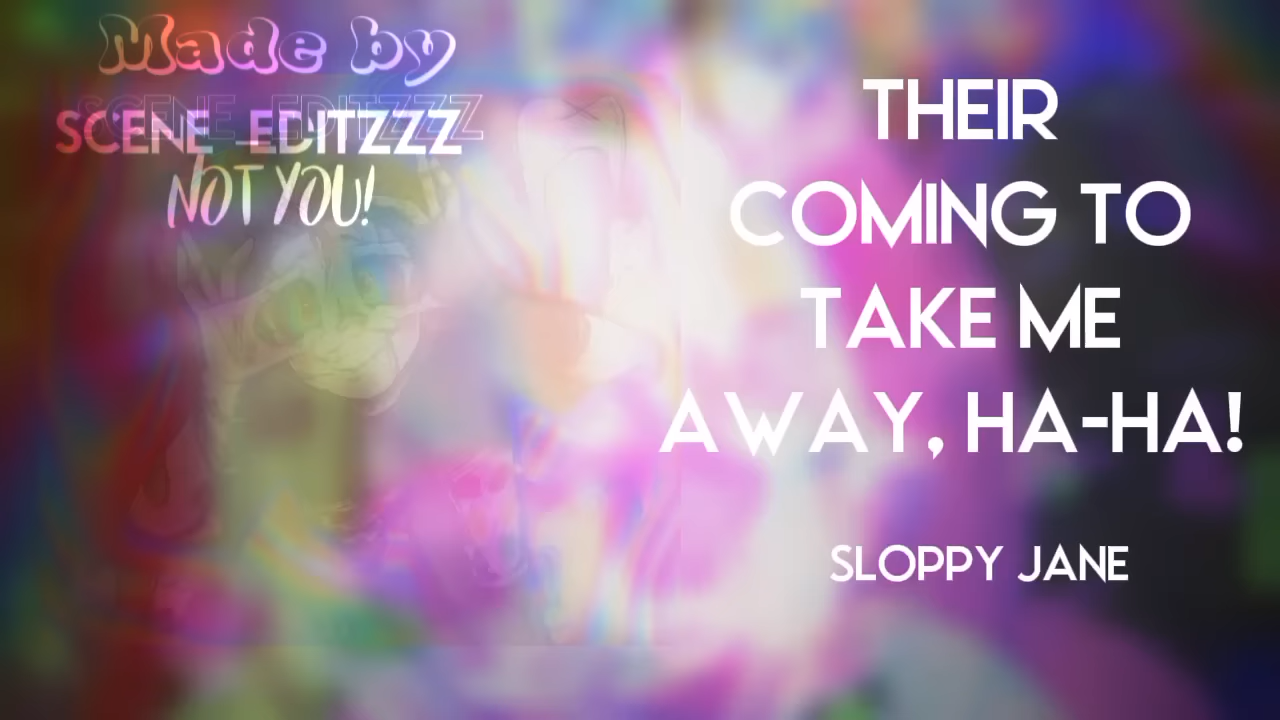 Made by
SCENE_EDITZZZ
NOT YOU!
THEIR
COMING TO
TAKE ME
AWAY, HA-HA!
SLOPPY JANE